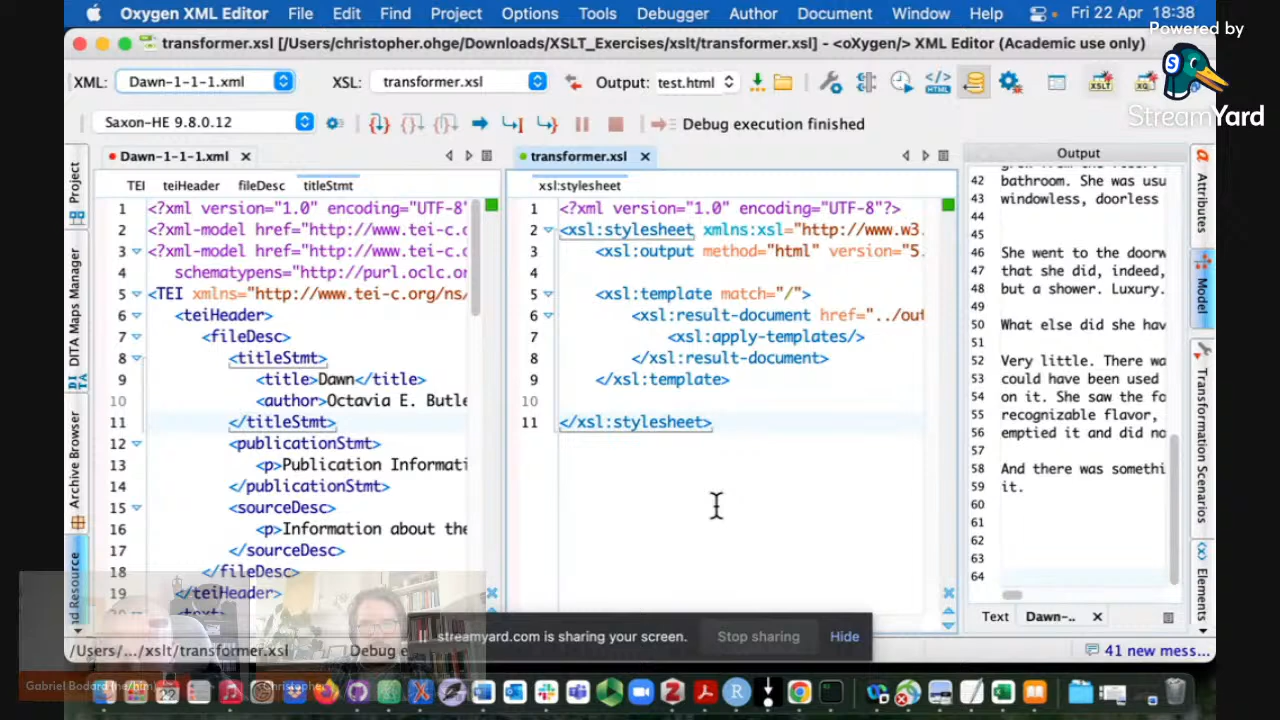 Oxygen XML Editor File Edit Find Project Options Tools Debugger Author Document Window Help Fri 22 Apr 18:38
Powered by
StreamYard
transformer.xsl [/Users/christopher.ohge/Downloads/XSLT_Exercises/xslt/transformer.xsl] - <oXygen/> XML Editor (Academic use only)
XML: Dawn-1-1-1.xml XSL: transformer.xsl Output: test.html
Saxon-HE 9.8.0.12 Debug execution finished
Project
DITA Maps Manager
Archive Browser
Dawn-1-1-1.xml
TEI teiHeader fileDesc titleStmt
1 <?xml version="1.0" encoding="UTF-8"
2 <?xml-model href="http://www.tei-c.
3 <?xml-model href="http://www.tei-c.
4 schematypens="http://purl.oclc.or
5 <TEI xmlns="http://www.tei-c.org/ns/
6 <teiHeader>
7 <fileDesc>
8 <titleStmt>
9 <title>Dawn</title>
10 <author>Octavia E. Butle
11 </titleStmt>
12 <publicationStmt>
13 <p>Publication Informati
14 </publicationStmt>
15 <sourceDesc>
16 <p>Information about the
17 </sourceDesc>
18 </fileDesc>
19 </teiHeader>
transformer.xsl
xsl:stylesheet
1 <?xml version="1.0" encoding="UTF-8"?>
2 <xsl:stylesheet xmlns:xsl="http://www.w3.
3 <xsl:output method="html" version="5.
4
5 <xsl:template match="/">
6 <xsl:result-document href="../out
7 <xsl:apply-templates/>
8 </xsl:result-document>
9 </xsl:template>
10
11 </xsl:stylesheet>
Output
42 bathroom. She was usu
43 windowless, doorless
44
45
46 She went to the doorw
47 that she did, indeed,
48 but a shower. Luxury.
49
50 What else did she hav
51
52 Very little. There wa
53 could have been used
54 on it. She saw the fo
55 recognizable flavor,
56 emptied it and did no
57
58 And there was somethi
59 it.
60
61
62
63
64
Text Dawn-..
Attributes
Model
Transformation Scenarios
Elements
streamyard.com is sharing your screen. Stop sharing Hide
/Users/.../xslt/transformer.xsl Debug e
41 new mess...
Gabriel Bodard (he/him) Christopher
22